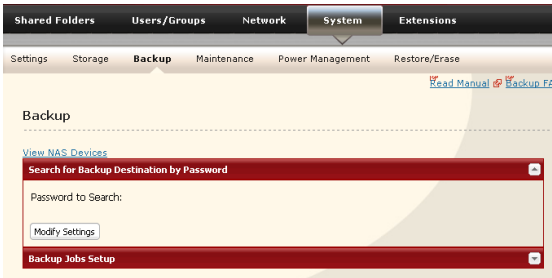 Shared Folders Users/Groups Network System Extensions
Settings Storage Backup Maintenance Power Management Restore/Erase
Read Manual Backup FA
Backup
View NAS Devices
Search for Backup Destination by Password
Password to Search:
Modify Settings
Backup Jobs Setup